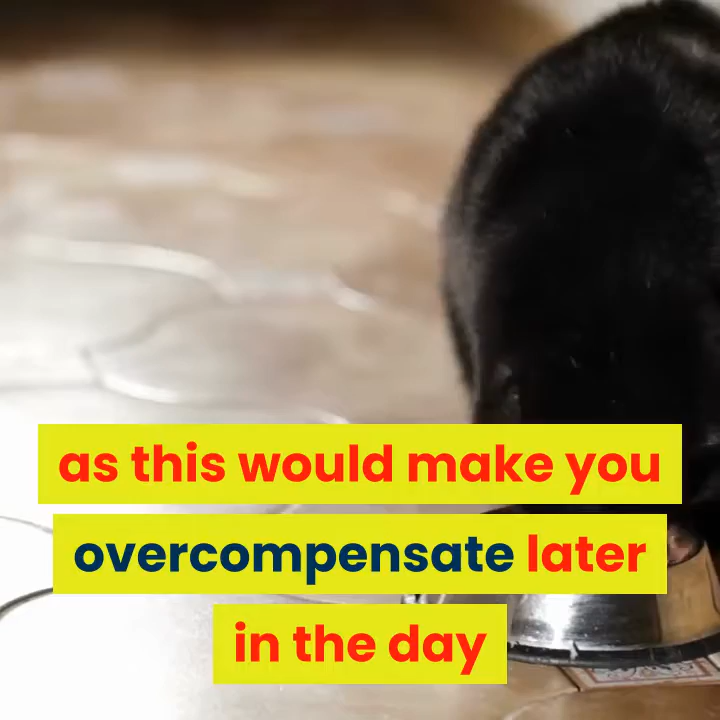 as this would make you
overcompensate later
in the day